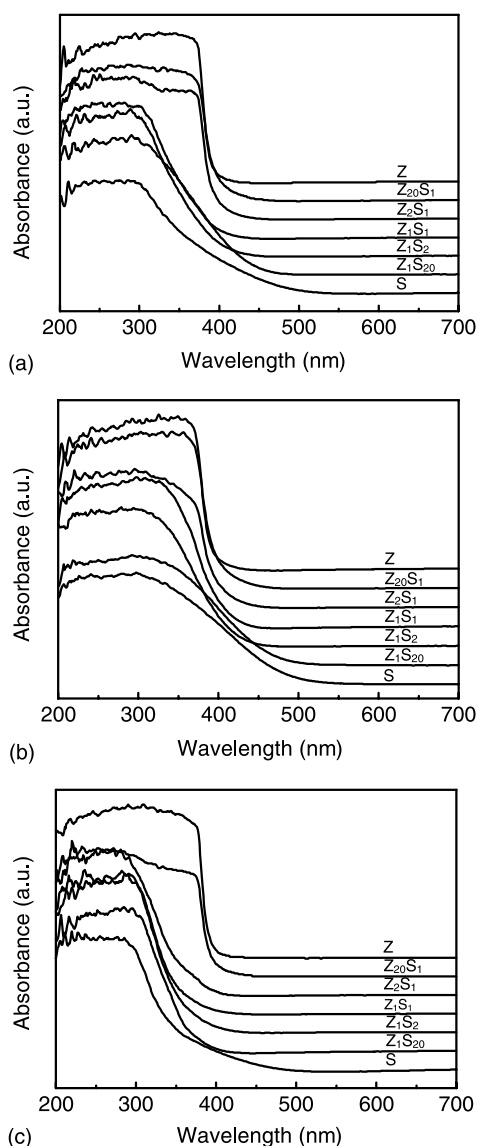 Absorbance (a.u.)
Z
Z₂₀S₁
Z₂S₁
Z₁S₁
Z₁S₂
Z₁S₂₀
S
200 300 400 500 600 700
(a)
Wavelength (nm)
Absorbance (a.u.)
Z
Z₂₀S₁
Z₂S₁
Z₁S₁
Z₁S₂
Z₁S₂₀
S
200 300 400 500 600 700
(b)
Wavelength (nm)
Absorbance (a.u.)
Z
Z₂₀S₁
Z₂S₁
Z₁S₁
Z₁S₂
Z₁S₂₀
S
200 300 400 500 600 700
(c)
Wavelength (nm)